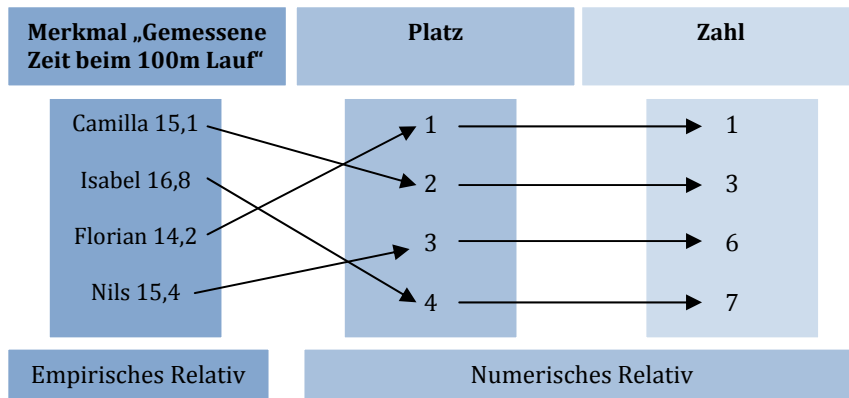 Merkmal „Gemessene
Zeit beim 100m Lauf“
Platz
Zahl
Camilla 15,1
1
1
Isabel 16,8
2
3
Florian 14,2
3
6
Nils 15,4
4
7
Empirisches Relativ
Numerisches Relativ